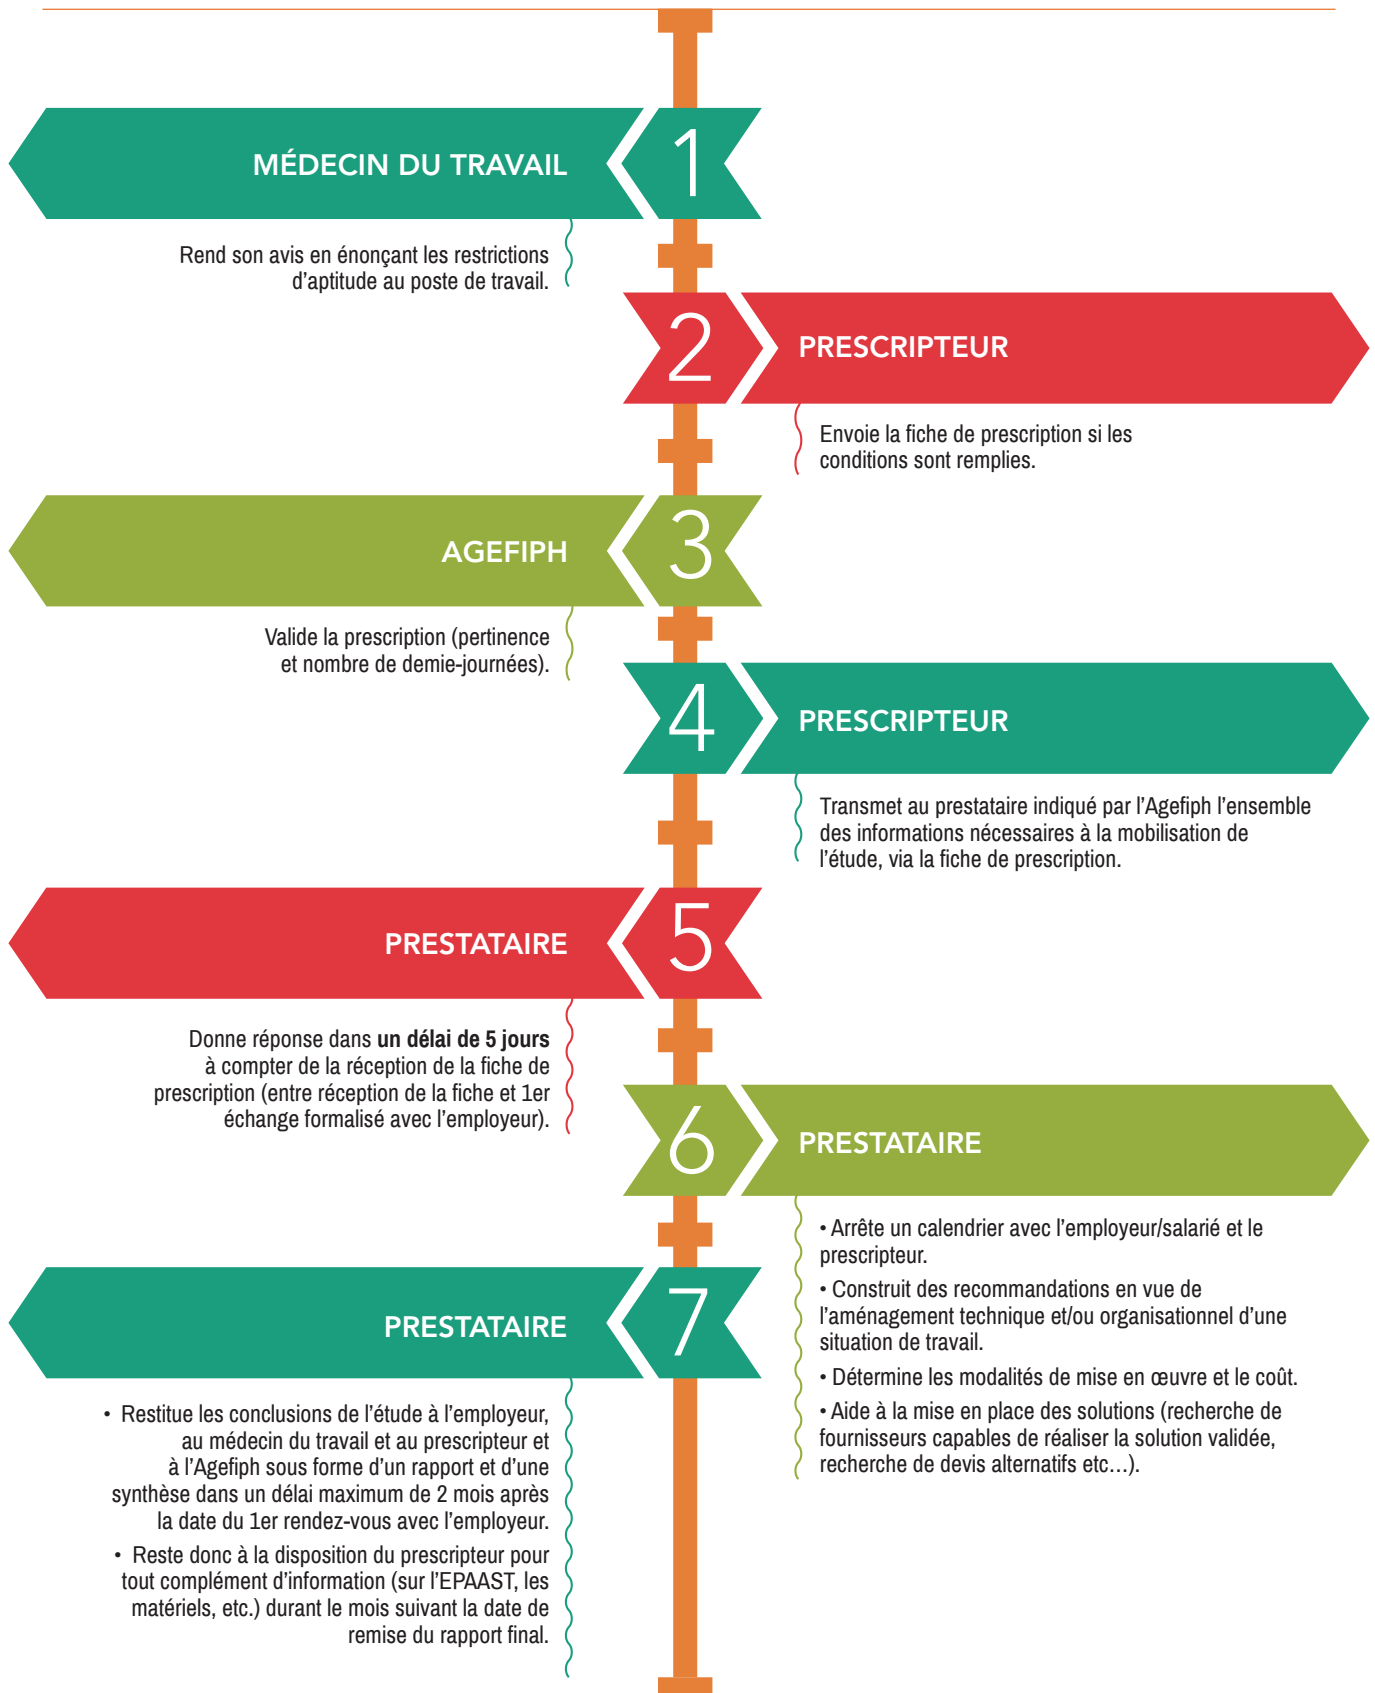 1
MÉDECIN DU TRAVAIL
Rend son avis en énonçant les restrictions
d’aptitude au poste de travail.
2
PRESCRIPTEUR
Envoie la fiche de prescription si les
conditions sont remplies.
3
AGEFIPH
Valide la prescription (pertinence
et nombre de demie-journées).
4
PRESCRIPTEUR
Transmet au prestataire indiqué par l’Agefiph l’ensemble
des informations nécessaires à la mobilisation de
l’étude, via la fiche de prescription.
5
PRESTATAIRE
Donne réponse dans un délai de 5 jours
à compter de la réception de la fiche de
prescription (entre réception de la fiche et 1er
échange formalisé avec l’employeur).
6
PRESTATAIRE
• Arrête un calendrier avec l’employeur/salarié et le
prescripteur.
• Construit des recommandations en vue de
l’aménagement technique et/ou organisationnel d’une
situation de travail.
• Détermine les modalités de mise en œuvre et le coût.
• Aide à la mise en place des solutions (recherche de
fournisseurs capables de réaliser la solution validée,
recherche de devis alternatifs etc…).
7
PRESTATAIRE
• Restitue les conclusions de l’étude à l’employeur,
au médecin du travail et au prescripteur et
à l’Agefiph sous forme d’un rapport et d’une
synthèse dans un délai maximum de 2 mois après
la date du 1er rendez-vous avec l’employeur.
• Reste donc à la disposition du prescripteur pour
tout complément d’information (sur l’EPAAST, les
matériels, etc.) durant le mois suivant la date de
remise du rapport final.